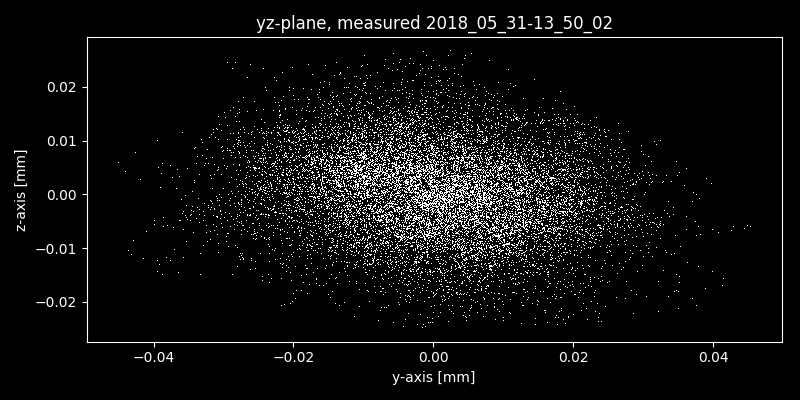 yz-plane, measured 2018_05_31-13_50_02
z-axis [mm]
0.02
0.01
0.00
−0.01
−0.02
−0.04 −0.02 0.00 0.02 0.04
y-axis [mm]